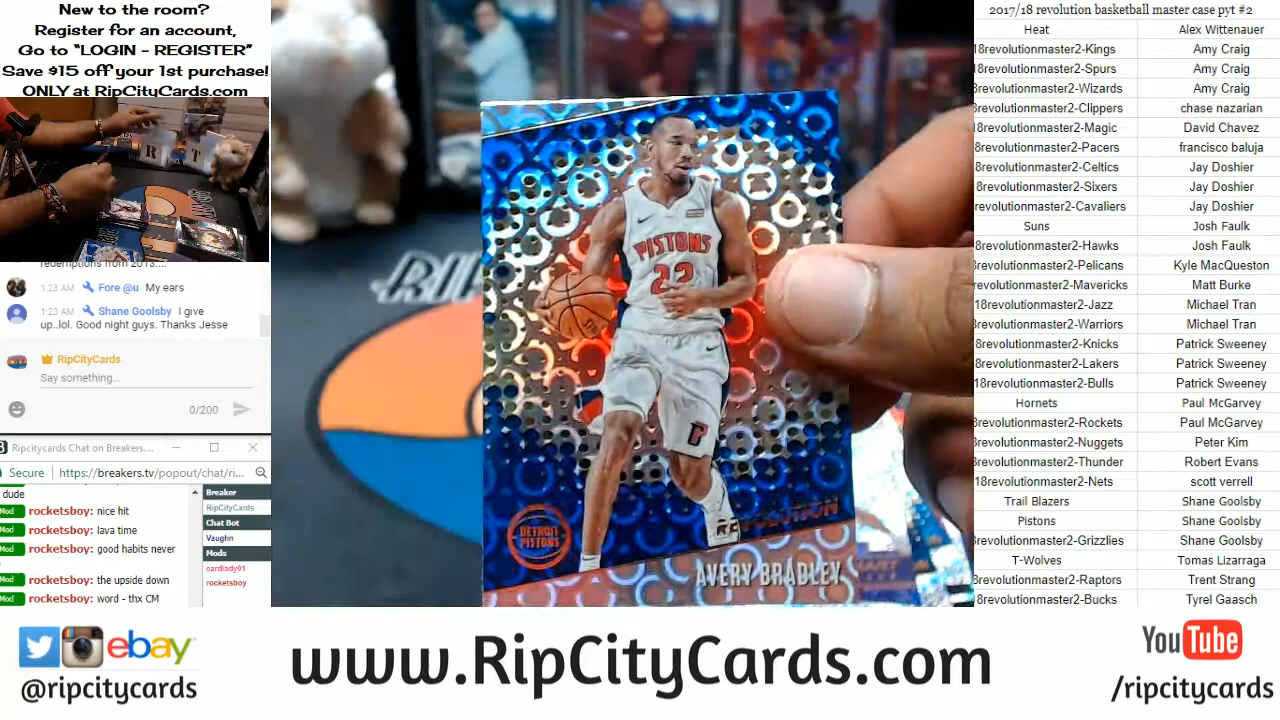 New to the room?
Register for an account,
Go to “LOGIN - REGISTER”
Save $15 off your 1st purchase!
ONLY at RipCityCards.com
R T
redemptions from 2013....
1:23 AM Fore @u My ears
1:23 AM Shane Goolsby I give
up..lol. Good night guys. Thanks Jesse
RipCityCards
Say something...
0/200
Ripcitycards Chat on Breakers....
Secure https://breakers.tv/popout/chat/ri...
dude
Mod rocketsboy: nice hit
Mod rocketsboy: lava time
Mod rocketsboy: good habits never
Mod rocketsboy: the upside down
Mod rocketsboy: word - thx CM
Breaker
RipCityCards
Chat Bot
Vaughn
Mods
cardlady01
rocketsboy
PISTONS
22
DETROIT
PISTONS
REVOLUTION
AVERY BRADLEY
2017/18 revolution basketball master case pyt #2
Heat Alex Wittenauer
18revolutionmaster2-Kings Amy Craig
8revolutionmaster2-Spurs Amy Craig
8revolutionmaster2-Wizards Amy Craig
8revolutionmaster2-Clippers chase nazarian
18revolutionmaster2-Magic David Chavez
8revolutionmaster2-Pacers francisco baluja
8revolutionmaster2-Celtics Jay Doshier
8revolutionmaster2-Sixers Jay Doshier
revolutionmaster2-Cavaliers Jay Doshier
Suns Josh Faulk
8revolutionmaster2-Hawks Josh Faulk
revolutionmaster2-Pelicans Kyle MacQueston
revolutionmaster2-Mavericks Matt Burke
18revolutionmaster2-Jazz Michael Tran
revolutionmaster2-Warriors Michael Tran
8revolutionmaster2-Knicks Patrick Sweeney
8revolutionmaster2-Lakers Patrick Sweeney
18revolutionmaster2-Bulls Patrick Sweeney
Hornets Paul McGarvey
revolutionmaster2-Rockets Paul McGarvey
revolutionmaster2-Nuggets Peter Kim
revolutionmaster2-Thunder Robert Evans
18revolutionmaster2-Nets scott verrell
Trail Blazers Shane Goolsby
Pistons Shane Goolsby
revolutionmaster2-Grizzlies Shane Goolsby
T-Wolves Tomas Lizarraga
revolutionmaster2-Raptors Trent Strang
8revolutionmaster2-Bucks Tyrel Gaasch
ebay
@ripcitycards
www.RipCityCards.com
YouTube
/ripcitycards